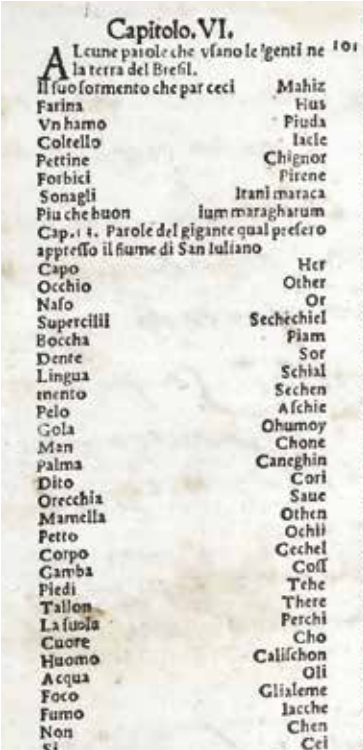 Capitolo.VI.
101
ALcune parole che vſano le genti ne
la terra del Breſil.
Il ſuo formento che par ceci Mahiz
Farina Hus
Vn hamo Piuda
Coltello Iacle
Pettine Chignor
Forbici Pirene
Sonagli Itani maraca
Piu che buon Ium maragharum
Cap. Parole del gigante qual preſero
appreſſo il fiume di San Iuliano
Capo Her
Occhio Other
Naſo Or
Supercilii Sechechiel
Boccha Piam
Dente Sor
Lingua Schial
mento Sechen
Pelo Aſchie
Gola Ohumoy
Man Chone
Palma Caneghin
Dito Cori
Orecchia Saue
Mamella Othen
Petto Ochii
Corpo Gechel
Gamba Coſſ
Piedi Tehe
Tallon There
La ſuola Perchi
Cuore Cho
Huomo Caliſchon
Acqua Oli
Foco Glialeme
Fumo Iacche
Non Chen
Si Cei